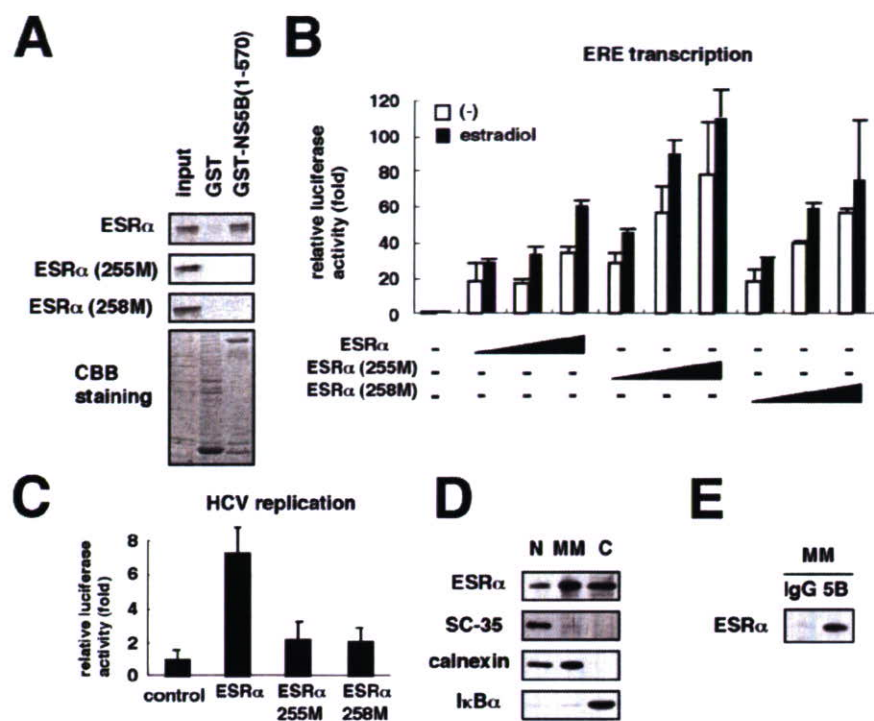 A
input
GST
GST-NS5B(1-570)
ESRα
ESRα (255M)
ESRα (258M)
CBB
staining
B
ERE transcription
relative luciferase
activity (fold)
120
100
80
60
40
20
0
(-)
estradiol
ESRα - - - - - - -
ESRα (255M) - - - - - - -
ESRα (258M) - - - - - - -
C
HCV replication
relative luciferase
activity (fold)
8
6
4
2
0
control ESRα ESRα ESRα
255M 258M
D
N MM C
ESRα
SC-35
calnexin
IκBα
E
MM
IgG 5B
ESRα